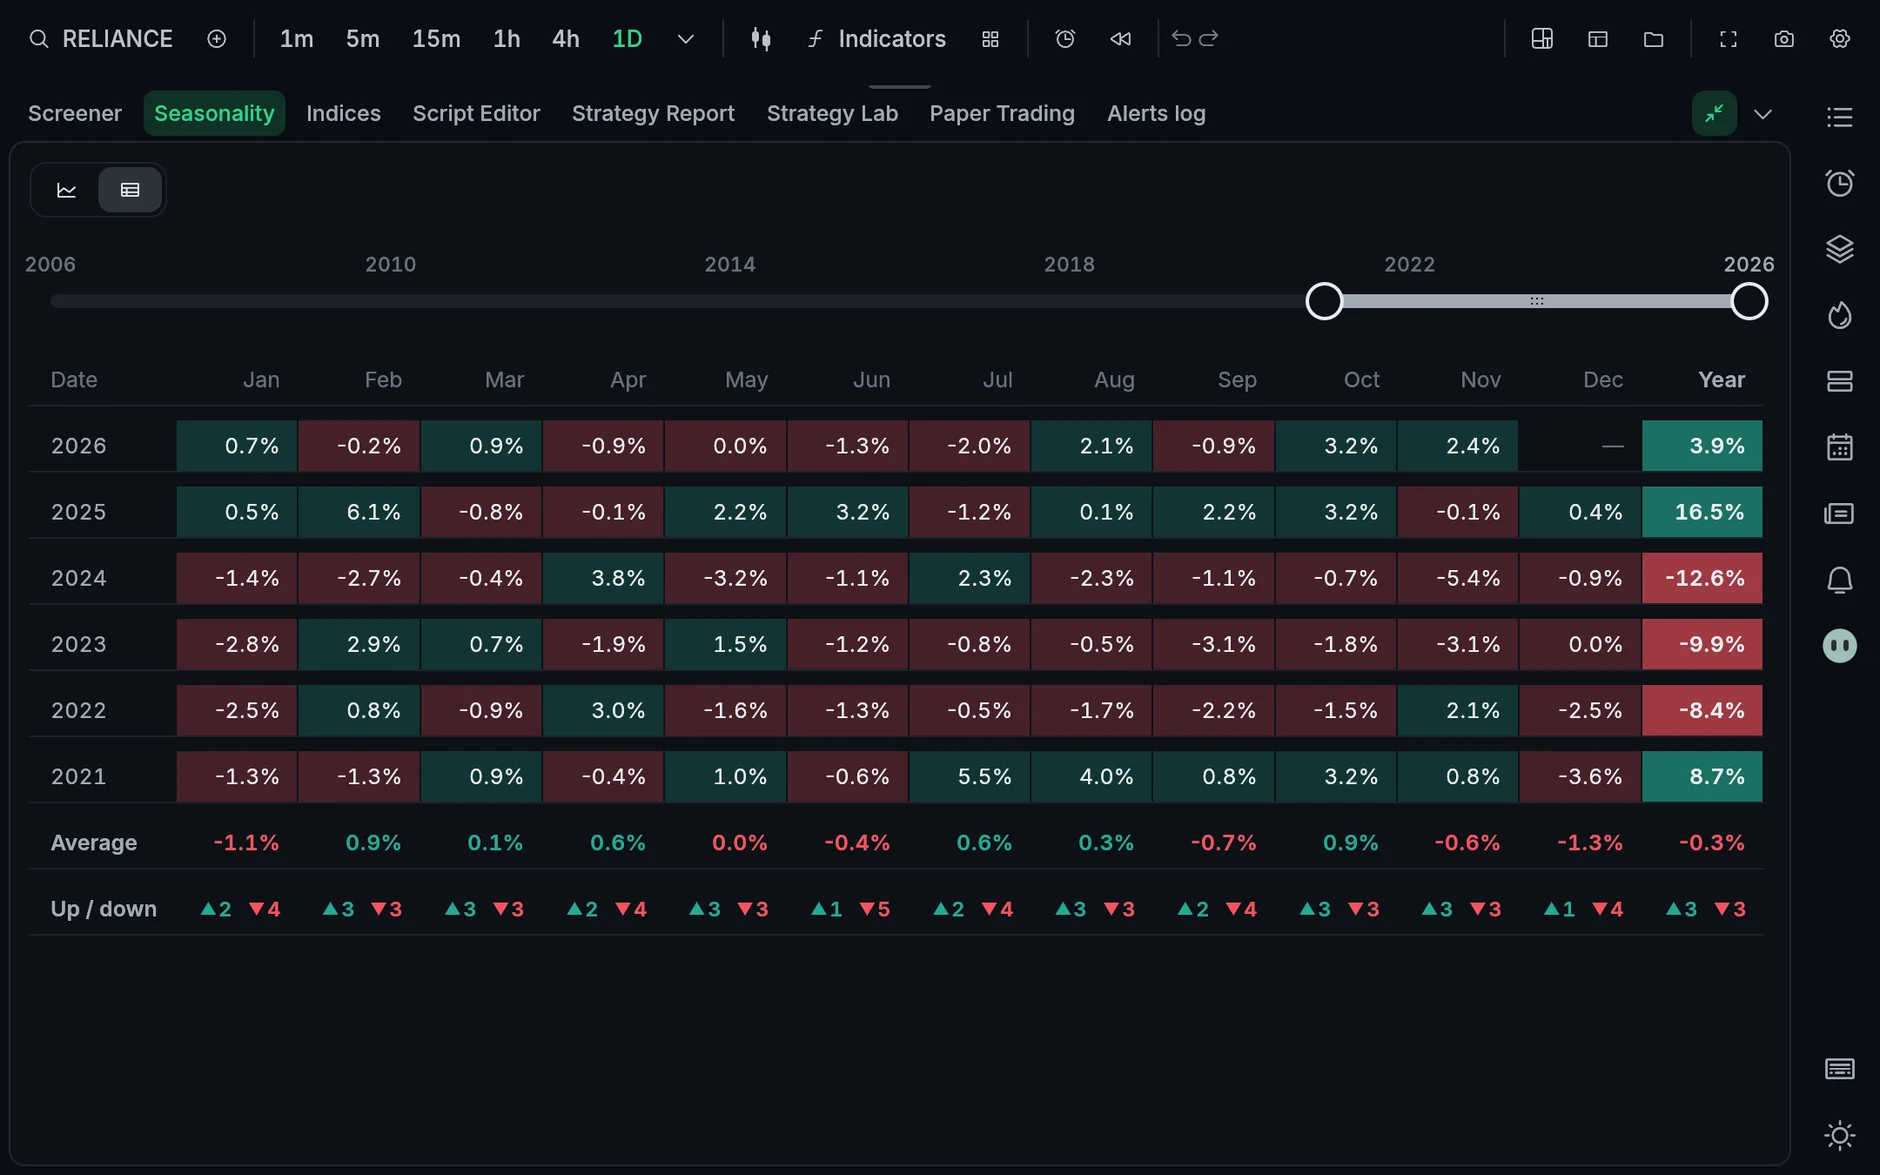 RELIANCE 1m 5m 15m 1h 4h 1D Indicators
Screener Seasonality Indices Script Editor Strategy Report Strategy Lab Paper Trading Alerts log
2006 2010 2014 2018 2022 2026
Date Jan Feb Mar Apr May Jun Jul Aug Sep Oct Nov Dec Year
2026 0.7% -0.2% 0.9% -0.9% 0.0% -1.3% -2.0% 2.1% -0.9% 3.2% 2.4% — 3.9%
2025 0.5% 6.1% -0.8% -0.1% 2.2% 3.2% -1.2% 0.1% 2.2% 3.2% -0.1% 0.4% 16.5%
2024 -1.4% -2.7% -0.4% 3.8% -3.2% -1.1% 2.3% -2.3% -1.1% -0.7% -5.4% -0.9% -12.6%
2023 -2.8% 2.9% 0.7% -1.9% 1.5% -1.2% -0.8% -0.5% -3.1% -1.8% -3.1% 0.0% -9.9%
2022 -2.5% 0.8% -0.9% 3.0% -1.6% -1.3% -0.5% -1.7% -2.2% -1.5% 2.1% -2.5% -8.4%
2021 -1.3% -1.3% 0.9% -0.4% 1.0% -0.6% 5.5% 4.0% 0.8% 3.2% 0.8% -3.6% 8.7%
Average -1.1% 0.9% 0.1% 0.6% 0.0% -0.4% 0.6% 0.3% -0.7% 0.9% -0.6% -1.3% -0.3%
Up / down ▲2 ▼4 ▲3 ▼3 ▲3 ▼3 ▲2 ▼4 ▲3 ▼3 ▲1 ▼5 ▲2 ▼4 ▲3 ▼3 ▲2 ▼4 ▲3 ▼3 ▲3 ▼3 ▲1 ▼4 ▲3 ▼3